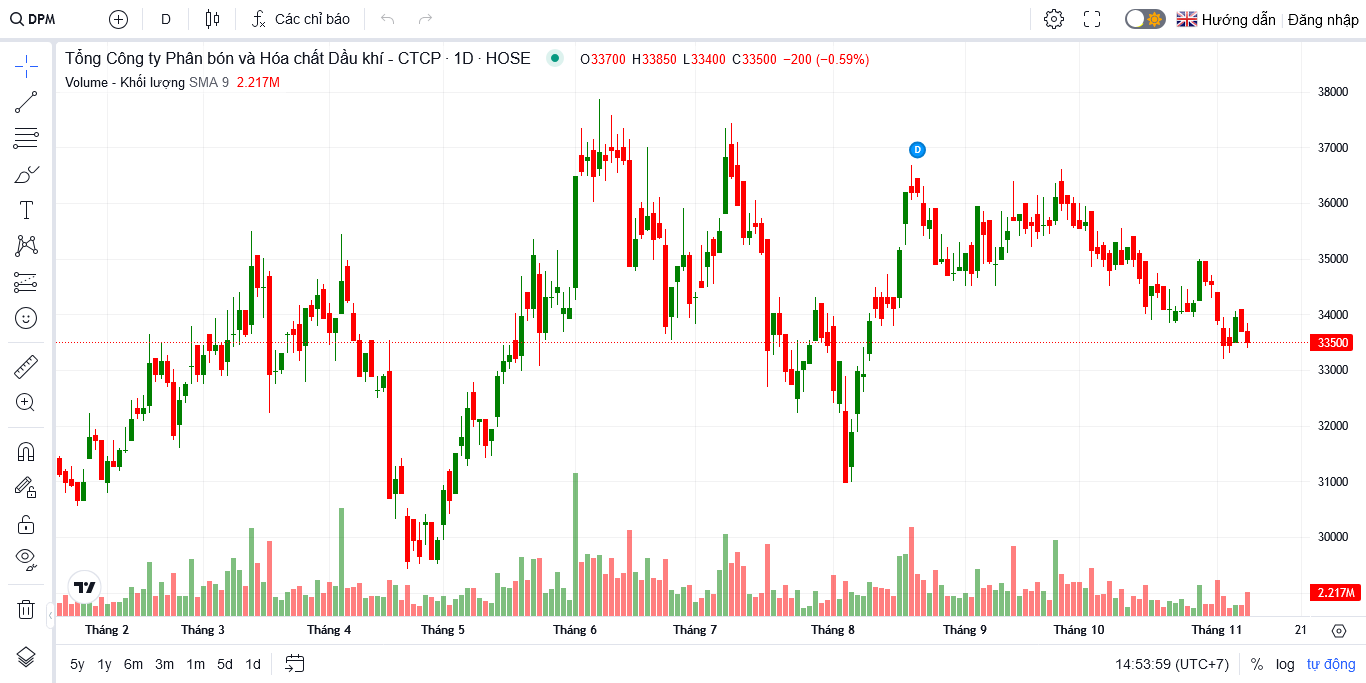 DPM D Các chỉ báo Hướng dẫn Đăng nhập
Tổng Công ty Phân bón và Hóa chất Dầu khí - CTCP · 1D · HOSE O33700 H33850 L33400 C33500 −200 (−0.59%)
Volume - Khối lượng SMA 9 2.217M
38000
37000
D
36000
35000
34000
33500
33000
32000
31000
30000
2.217M
Tháng 2 Tháng 3 Tháng 4 Tháng 5 Tháng 6 Tháng 7 Tháng 8 Tháng 9 Tháng 10 Tháng 11 21
5y 1y 6m 3m 1m 5d 1d 14:53:59 (UTC+7) % log tự động